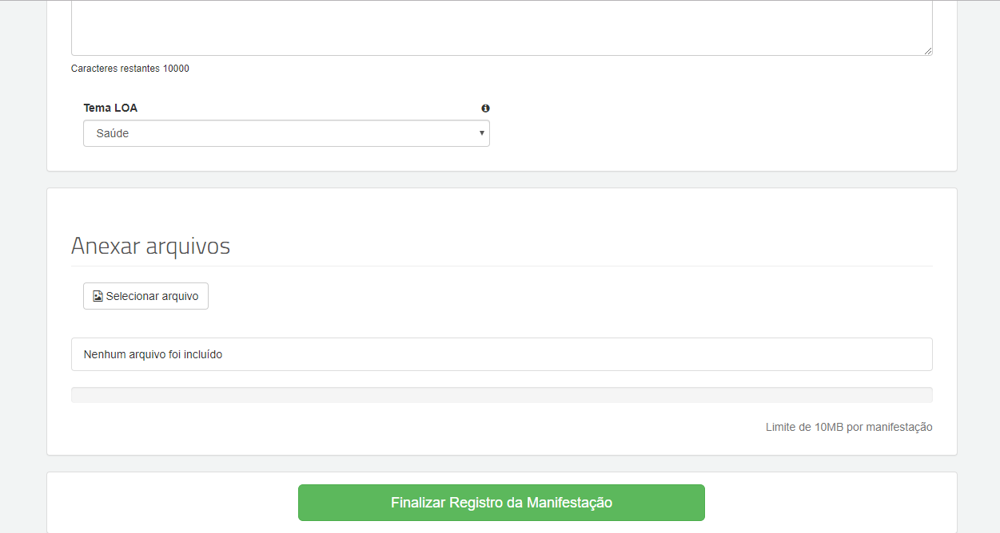 Caracteres restantes 10000
Tema LOA
Saúde
Anexar arquivos
Selecionar arquivo
Nenhum arquivo foi incluído
Limite de 10MB por manifestação
Finalizar Registro da Manifestação